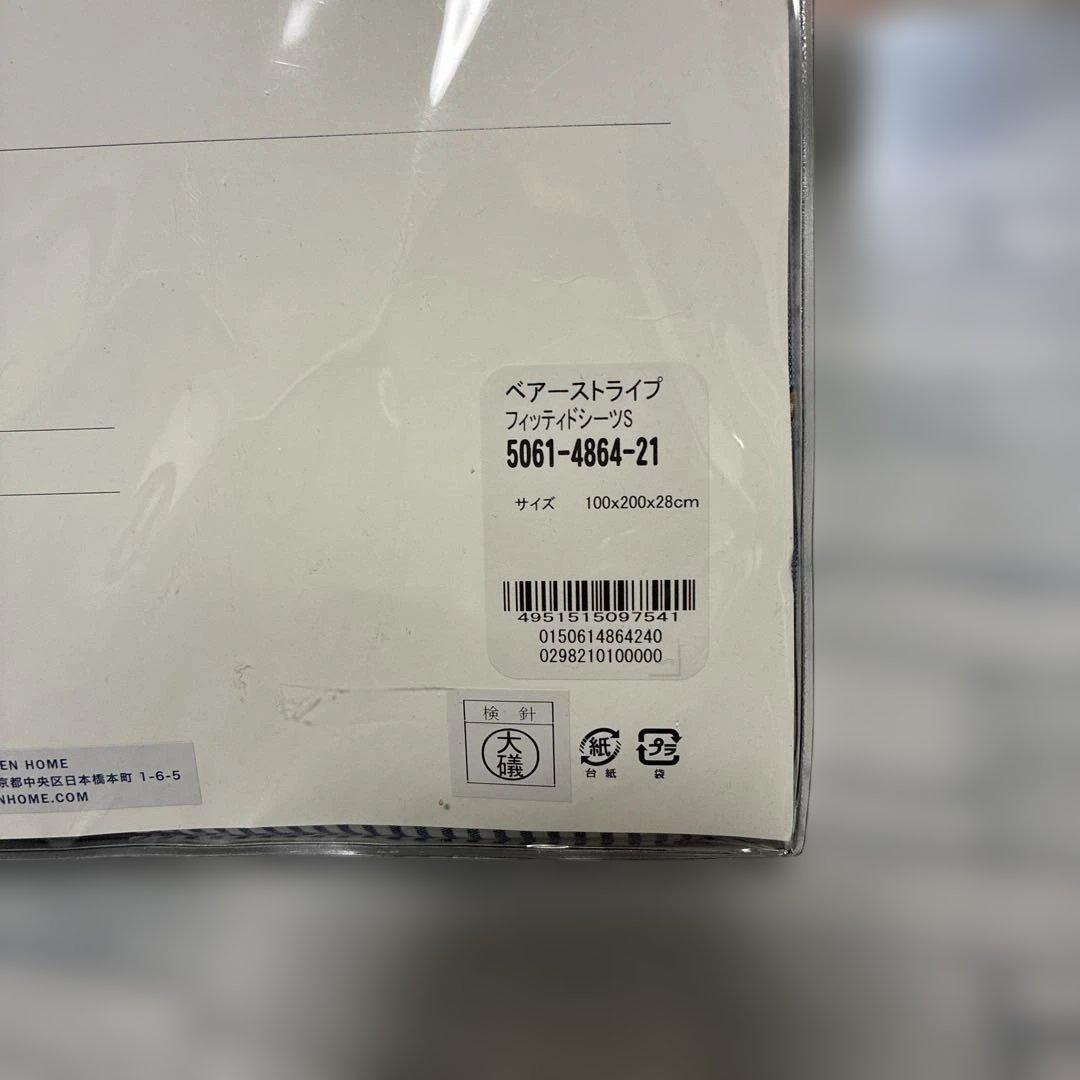 ベアーストライプ
フィッティドシーツS
5061-4864-21
サイズ 100x200x28cm
4951515097541
0150614864240
0298210100000
検 針
大
礒
紙
台紙
プラ
袋
EN HOME
京都中央区日本橋本町 1-6-5
NHOME.COM